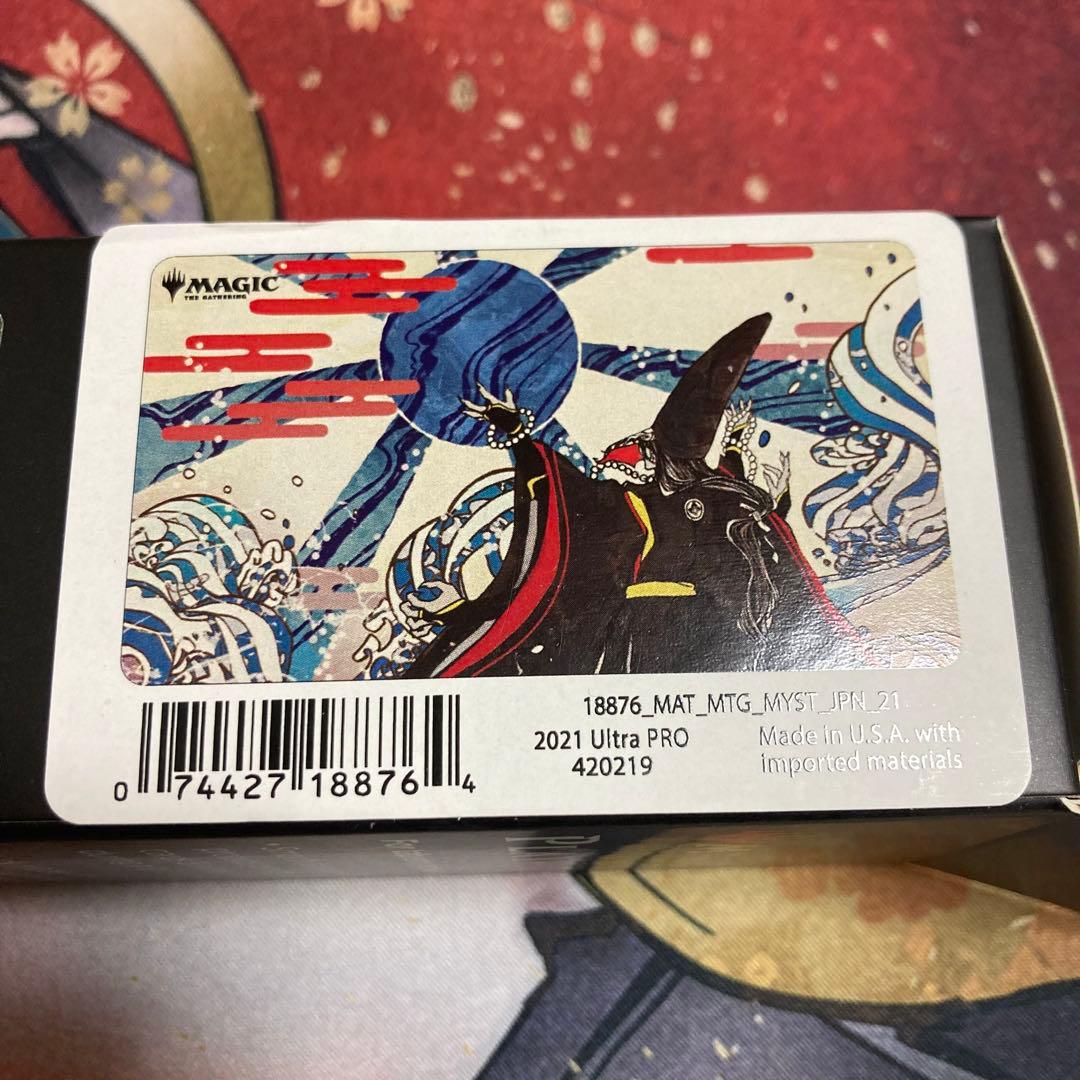 MAGIC
THE GATHERING
18876_MAT_MTG_MYST_JPN_21
2021 Ultra PRO
420219
Made in U.S.A. with
imported materials
0 74427 18876 4